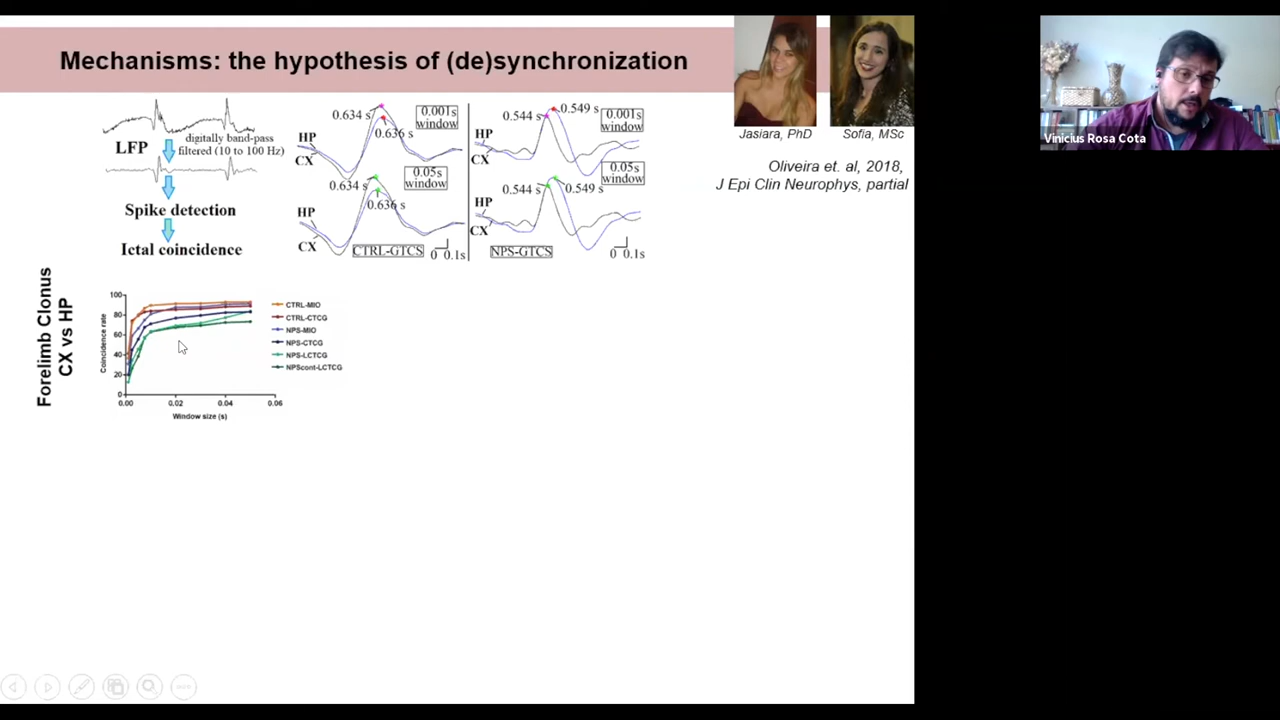 Mechanisms: the hypothesis of (de)synchronization
Jasiara, PhD
Sofia, MSc
Vinicius Rosa Cota
Oliveira et. al, 2018,
J Epi Clin Neurophys, partial
LFP
digitally band-pass
filtered (10 to 100 Hz)
Spike detection
Ictal coincidence
0.634 s
0.636 s
0.001s
window
HP
CX
0.634 s
0.636 s
0.05s
window
HP
CX
CTRL-GTCS
0 0.1s
0.544 s
0.549 s
0.001s
window
HP
CX
0.544 s
0.549 s
0.05s
window
HP
CX
NPS-GTCS
0 0.1s
Forelimb Clonus
CX vs HP
Coincidence rate
100
80
60
40
20
0
0.00
0.02
0.04
0.06
Window size (s)
CTRL-MIO
CTRL-CTCG
NPS-MIO
NPS-CTCG
NPS-LCTCG
NPScont-LCTCG